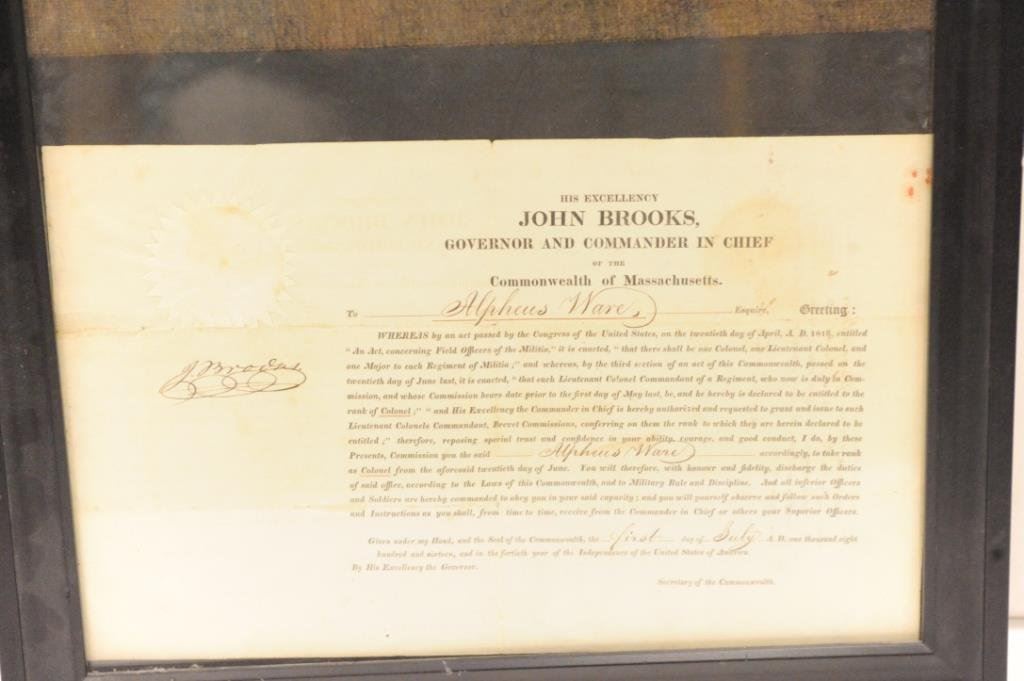 HIS EXCELLENCY
JOHN BROOKS,
GOVERNOR AND COMMANDER IN CHIEF
OF THE
Commonwealth of Massachusetts.
To Alpheus Ware, Esquire Greeting:
WHEREAS by an act passed by the Congress of the United States, on the twentieth day of April, A. D. 1816, entitled
"An Act, concerning Field Officers of the Militia," it is enacted, "that there shall be one Colonel, one Lieutenant Colonel, and
one Major to each Regiment of Militia;" and whereas, by the third section of an act of this Commonwealth, passed on the
twentieth day of June last, it is enacted, "that each Lieutenant Colonel Commandant of a Regiment, who now is duly in Com-
J. Brooks
mission, and whose Commission bears date prior to the first day of May last, be, and he hereby is declared to be entitled to the
rank of Colonel;" "and His Excellency the Commander in Chief is hereby authorized and requested to grant and issue to such
Lieutenant Colonels Commandant, Brevet Commissions, conferring on them the rank to which they are herein declared to be
entitled;" therefore, reposing special trust and confidence in your ability, courage, and good conduct, I do, by these
Presents, Commission you the said Alpheus Ware accordingly, to take rank
as Colonel from the aforesaid twentieth day of June. You will therefore, with honour and fidelity, discharge the duties
of said office, according to the Laws of this Commonwealth, and to Military Rule and Discipline. And all inferior Officers
and Soldiers are hereby commanded to obey you in your said capacity; and you will yourself observe and follow such Orders
and Instructions as you shall, from time to time, receive from the Commander in Chief or others your Superior Officers.
Given under my Hand, and the Seal of the Commonwealth, the first day of July A. D. one thousand eight
hundred and sixteen, and in the fortieth year of the Independence of the United States of America.
By His Excellency the Governor.
Secretary of the Commonwealth.